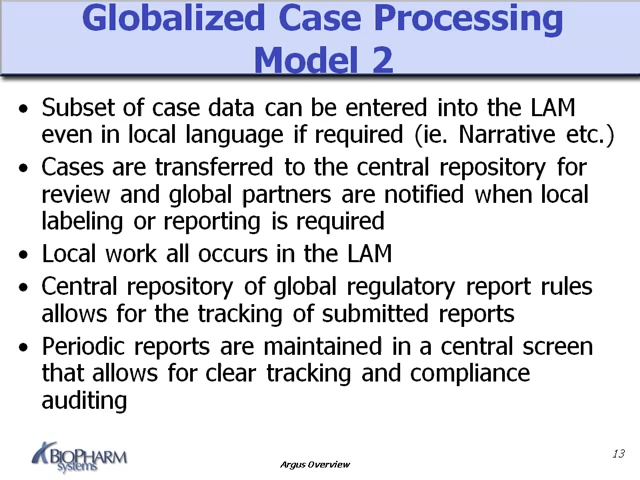 Globalized Case Processing
Model 2
• Subset of case data can be entered into the LAM
even in local language if required (ie. Narrative etc.)
• Cases are transferred to the central repository for
review and global partners are notified when local
labeling or reporting is required
• Local work all occurs in the LAM
• Central repository of global regulatory report rules
allows for the tracking of submitted reports
• Periodic reports are maintained in a central screen
that allows for clear tracking and compliance
auditing
BIOPHARM
systems
Argus Overview
13